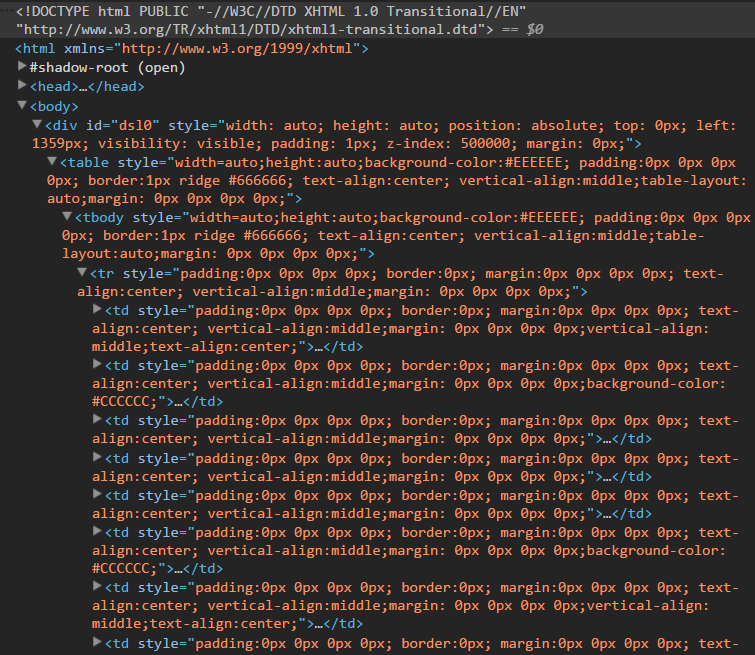 <!DOCTYPE html PUBLIC "-//W3C//DTD XHTML 1.0 Transitional//EN"
"http://www.w3.org/TR/xhtml1/DTD/xhtml1-transitional.dtd"> == $0
<html xmlns="http://www.w3.org/1999/xhtml">
#shadow-root (open)
<head>…</head>
<body>
<div id="dsl0" style="width: auto; height: auto; position: absolute; top: 0px; left:
1359px; visibility: visible; padding: 1px; z-index: 500000; margin: 0px;">
<table style="width=auto;height:auto;background-color:#EEEEEE; padding:0px 0px 0px
0px; border:1px ridge #666666; text-align:center; vertical-align:middle;table-layout:
auto;margin: 0px 0px 0px 0px;">
<tbody style="width=auto;height:auto;background-color:#EEEEEE; padding:0px 0px 0px
0px; border:1px ridge #666666; text-align:center; vertical-align:middle;table-
layout:auto;margin: 0px 0px 0px 0px;">
<tr style="padding:0px 0px 0px 0px; border:0px; margin:0px 0px 0px 0px; text-
align:center; vertical-align:middle;margin: 0px 0px 0px 0px;">
<td style="padding:0px 0px 0px 0px; border:0px; margin:0px 0px 0px 0px; text-
align:center; vertical-align:middle;margin: 0px 0px 0px 0px;vertical-align:
middle;text-align:center;">…</td>
<td style="padding:0px 0px 0px 0px; border:0px; margin:0px 0px 0px 0px; text-
align:center; vertical-align:middle;margin: 0px 0px 0px 0px;background-color:
#CCCCCC;">…</td>
<td style="padding:0px 0px 0px 0px; border:0px; margin:0px 0px 0px 0px; text-
align:center; vertical-align:middle;margin: 0px 0px 0px 0px;">…</td>
<td style="padding:0px 0px 0px 0px; border:0px; margin:0px 0px 0px 0px; text-
align:center; vertical-align:middle;margin: 0px 0px 0px 0px;">…</td>
<td style="padding:0px 0px 0px 0px; border:0px; margin:0px 0px 0px 0px; text-
align:center; vertical-align:middle;margin: 0px 0px 0px 0px;">…</td>
<td style="padding:0px 0px 0px 0px; border:0px; margin:0px 0px 0px 0px; text-
align:center; vertical-align:middle;margin: 0px 0px 0px 0px;background-color:
#CCCCCC;">…</td>
<td style="padding:0px 0px 0px 0px; border:0px; margin:0px 0px 0px 0px; text-
align:center; vertical-align:middle;margin: 0px 0px 0px 0px;vertical-align:
middle;text-align:center;">…</td>
<td style="padding:0px 0px 0px 0px; border:0px; margin:0px 0px 0px 0px; text-